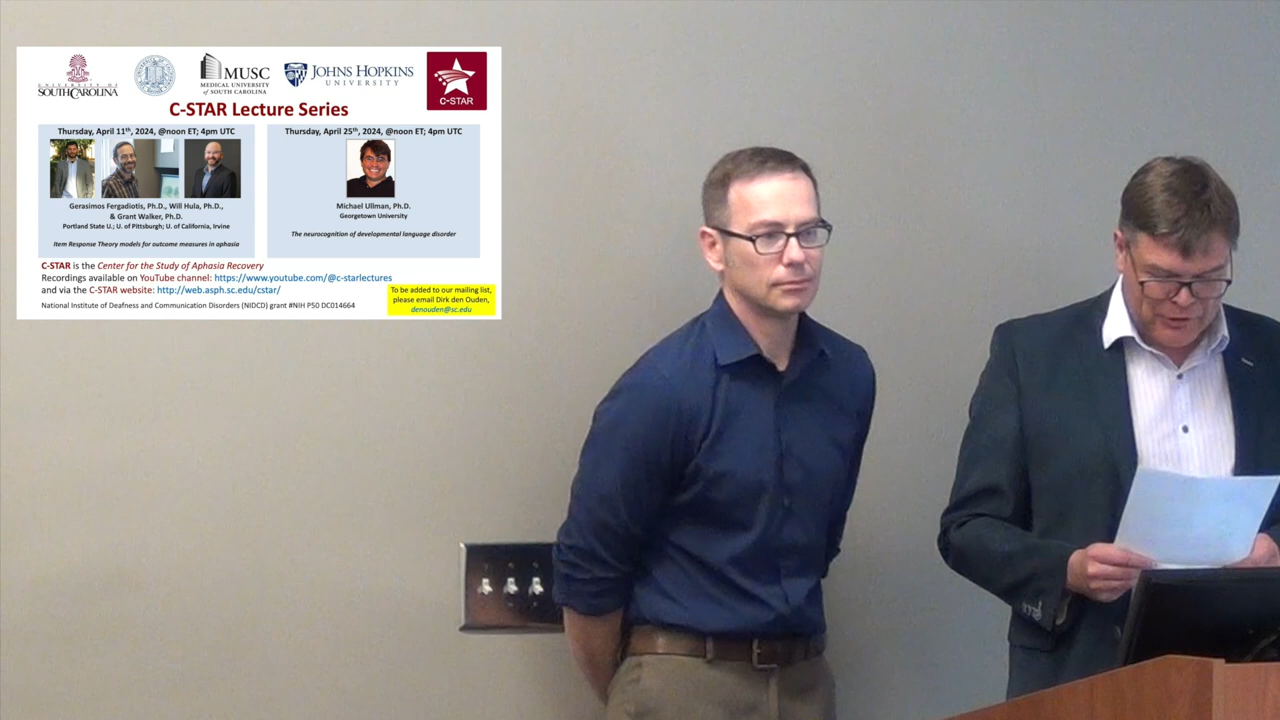 UNIVERSITY OF
SOUTH CAROLINA
MUSC
MEDICAL UNIVERSITY
of SOUTH CAROLINA
JOHNS HOPKINS
UNIVERSITY
C-STAR
C-STAR Lecture Series
Thursday, April 11th, 2024, @noon ET; 4pm UTC
Gerasimos Fergadiotis, Ph.D., Will Hula, Ph.D.,
& Grant Walker, Ph.D.
Portland State U.; U. of Pittsburgh; U. of California, Irvine
Item Response Theory models for outcome measures in aphasia
Thursday, April 25th, 2024, @noon ET; 4pm UTC
Michael Ullman, Ph.D.
Georgetown University
The neurocognition of developmental language disorder
C-STAR is the Center for the Study of Aphasia Recovery
Recordings available on YouTube channel: https://www.youtube.com/@c-starlectures
and via the C-STAR website: http://web.asph.sc.edu/cstar/
National Institute of Deafness and Communication Disorders (NIDCD) grant #NIH P50 DC014664
To be added to our mailing list,
please email Dirk den Ouden,
denouden@sc.edu